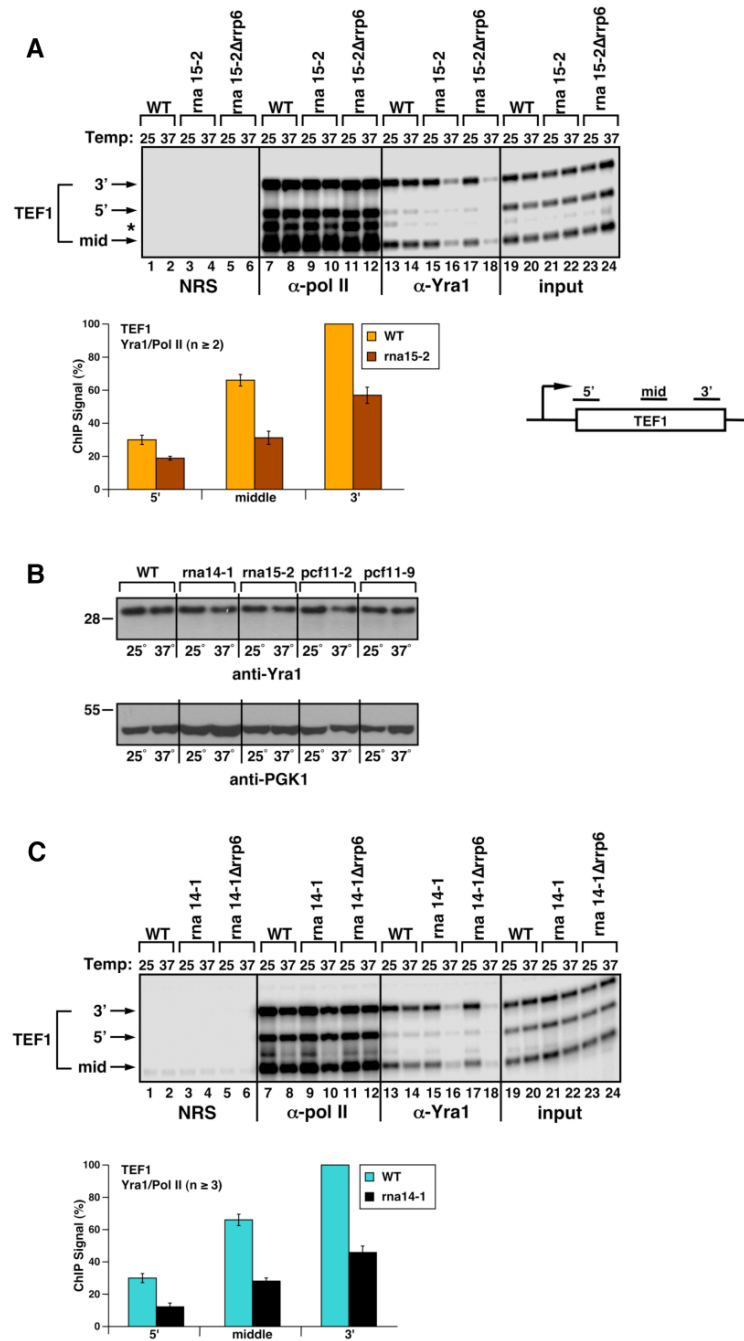 A
WT
rna 15-2
rna 15-2Δrrp6
WT
rna 15-2
rna 15-2Δrrp6
WT
rna 15-2
rna 15-2Δrrp6
WT
rna 15-2
rna 15-2Δrrp6
Temp: 25 37 25 37 25 37 25 37 25 37 25 37 25 37 25 37 25 37 25 37 25 37 25 37
TEF1
3'
5'
*
mid
1 2 3 4 5 6 7 8 9 10 11 12 13 14 15 16 17 18 19 20 21 22 23 24
NRS α-pol II α-Yra1 input
TEF1
Yra1/Pol II (n ≥ 2)
WT
rna15-2
ChIP Signal (%)
100
80
60
40
20
0
5' middle 3'
5' mid 3'
TEF1
B
WT rna14-1 rna15-2 pcf11-2 pcf11-9
28
25° 37° 25° 37° 25° 37° 25° 37° 25° 37°
anti-Yra1
55
25° 37° 25° 37° 25° 37° 25° 37° 25° 37°
anti-PGK1
C
WT
rna 14-1
rna 14-1Δrrp6
WT
rna 14-1
rna 14-1Δrrp6
WT
rna 14-1
rna 14-1Δrrp6
WT
rna 14-1
rna 14-1Δrrp6
Temp: 25 37 25 37 25 37 25 37 25 37 25 37 25 37 25 37 25 37 25 37 25 37 25 37
TEF1
3'
5'
mid
1 2 3 4 5 6 7 8 9 10 11 12 13 14 15 16 17 18 19 20 21 22 23 24
NRS α-pol II α-Yra1 input
TEF1
Yra1/Pol II (n ≥ 3)
WT
rna14-1
ChIP Signal (%)
100
80
60
40
20
0
5' middle 3'